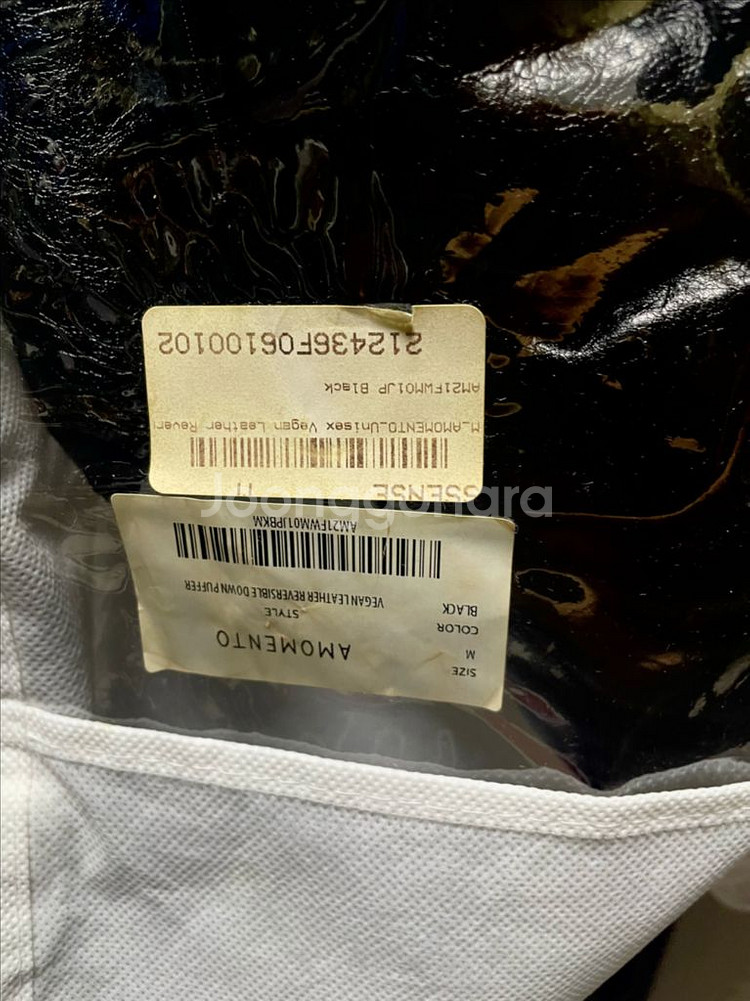 AMOMENTO
STYLE
VEGAN LEATHER REVERSIBLE DOWN PUFFER
SIZE
M
COLOR
BLACK
AM21FWM01JPBKM
SSENSE
M_AMOMENTO_Unisex Vegan Leather Rever
AM21FWM01JP Black
212436F06100102
Joonggonara